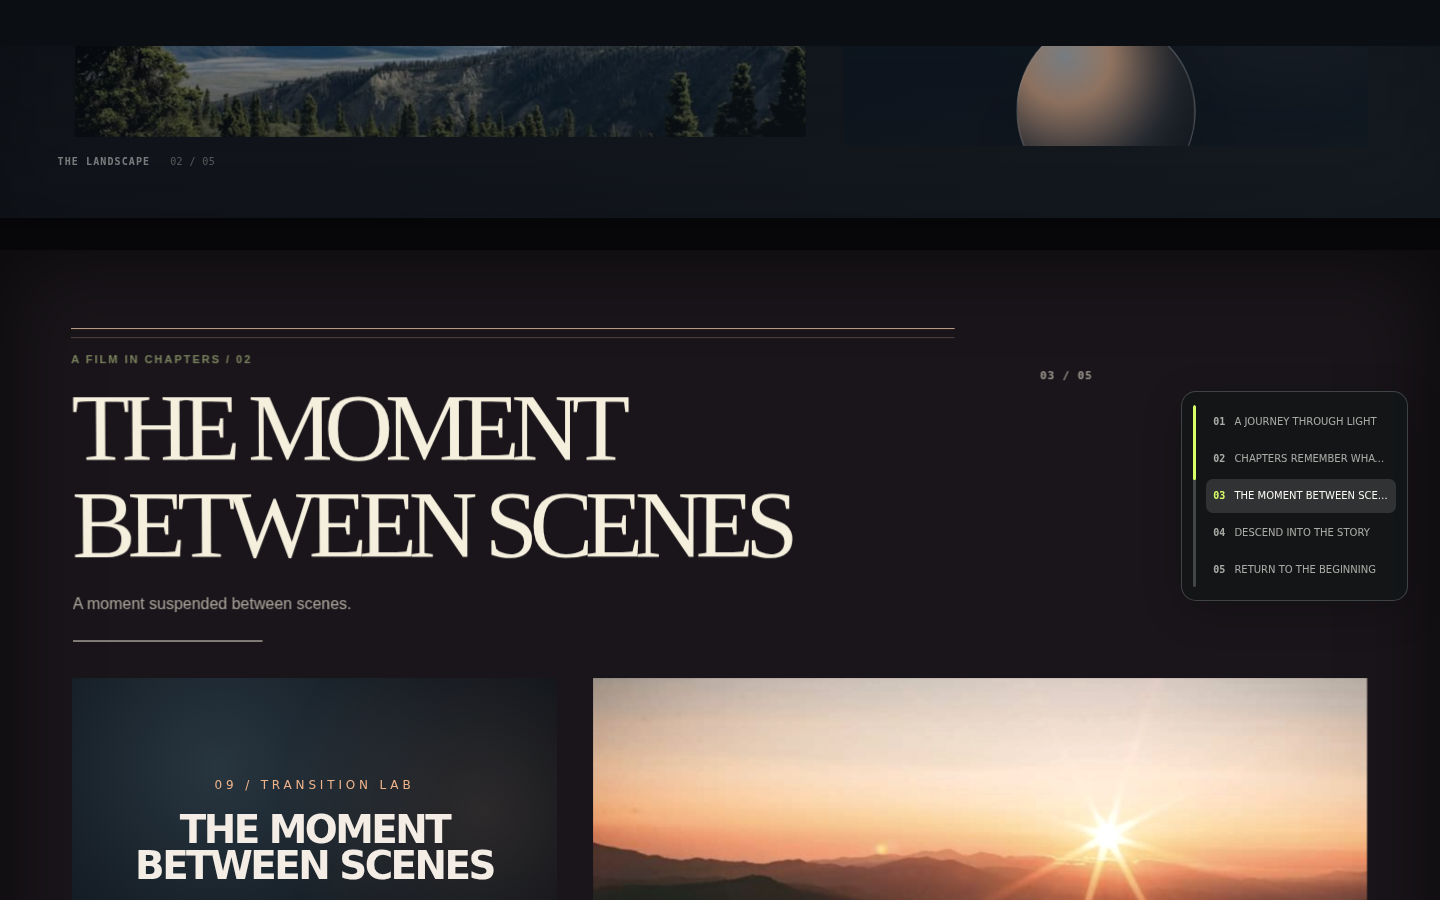 THE LANDSCAPE 02 / 05
A FILM IN CHAPTERS / 02
03 / 05
THE MOMENT
BETWEEN SCENES
A moment suspended between scenes.
01 A JOURNEY THROUGH LIGHT
02 CHAPTERS REMEMBER WHA...
03 THE MOMENT BETWEEN SCE...
04 DESCEND INTO THE STORY
05 RETURN TO THE BEGINNING
09 / TRANSITION LAB
THE MOMENT
BETWEEN SCENES